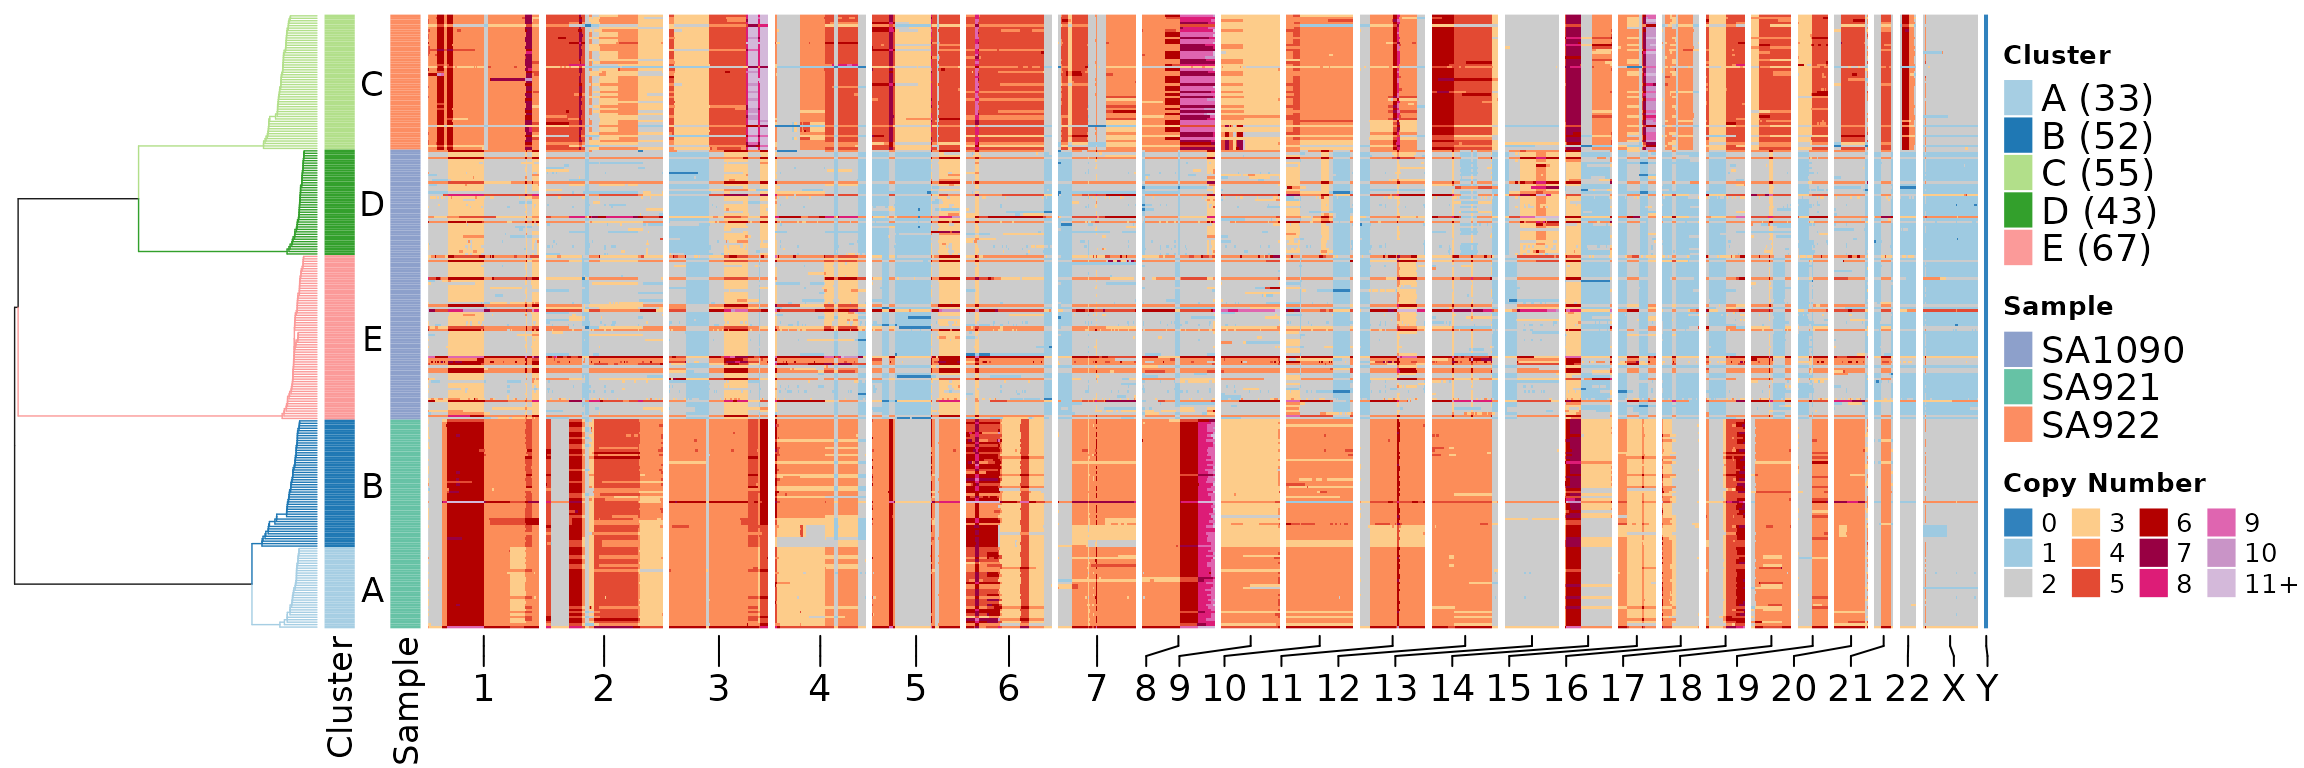 C
D
E
B
A
Cluster
Sample
1 2 3 4 5 6 7 8 9 10 11 12 13 14 15 16 17 18 19 20 21 22 X Y
Cluster
A (33)
B (52)
C (55)
D (43)
E (67)
Sample
SA1090
SA921
SA922
Copy Number
0 3 6 9
1 4 7 10
2 5 8 11+